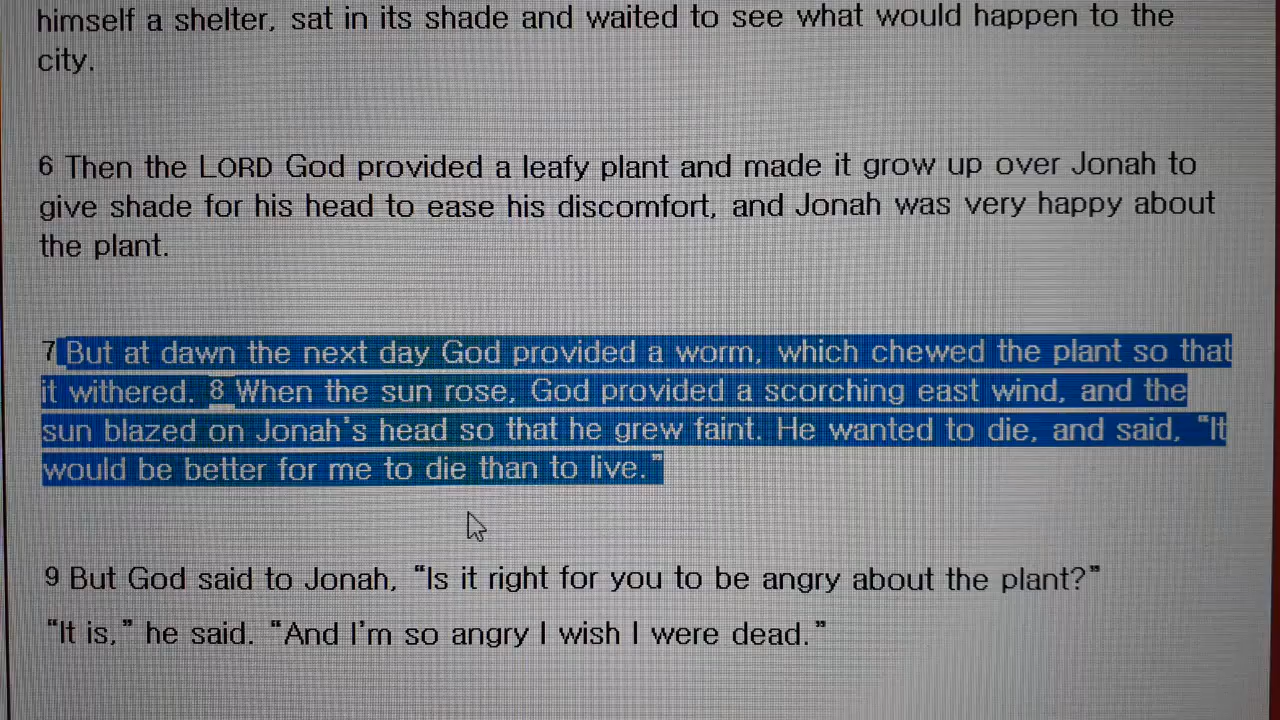 himself a shelter, sat in its shade and waited to see what would happen to the
city.
6 Then the LORD God provided a leafy plant and made it grow up over Jonah to
give shade for his head to ease his discomfort, and Jonah was very happy about
the plant.
7 But at dawn the next day God provided a worm, which chewed the plant so that
it withered. 8 When the sun rose, God provided a scorching east wind, and the
sun blazed on Jonah's head so that he grew faint. He wanted to die, and said, “It
would be better for me to die than to live.”
9 But God said to Jonah, “Is it right for you to be angry about the plant?”
“It is,” he said. “And I'm so angry I wish I were dead.”